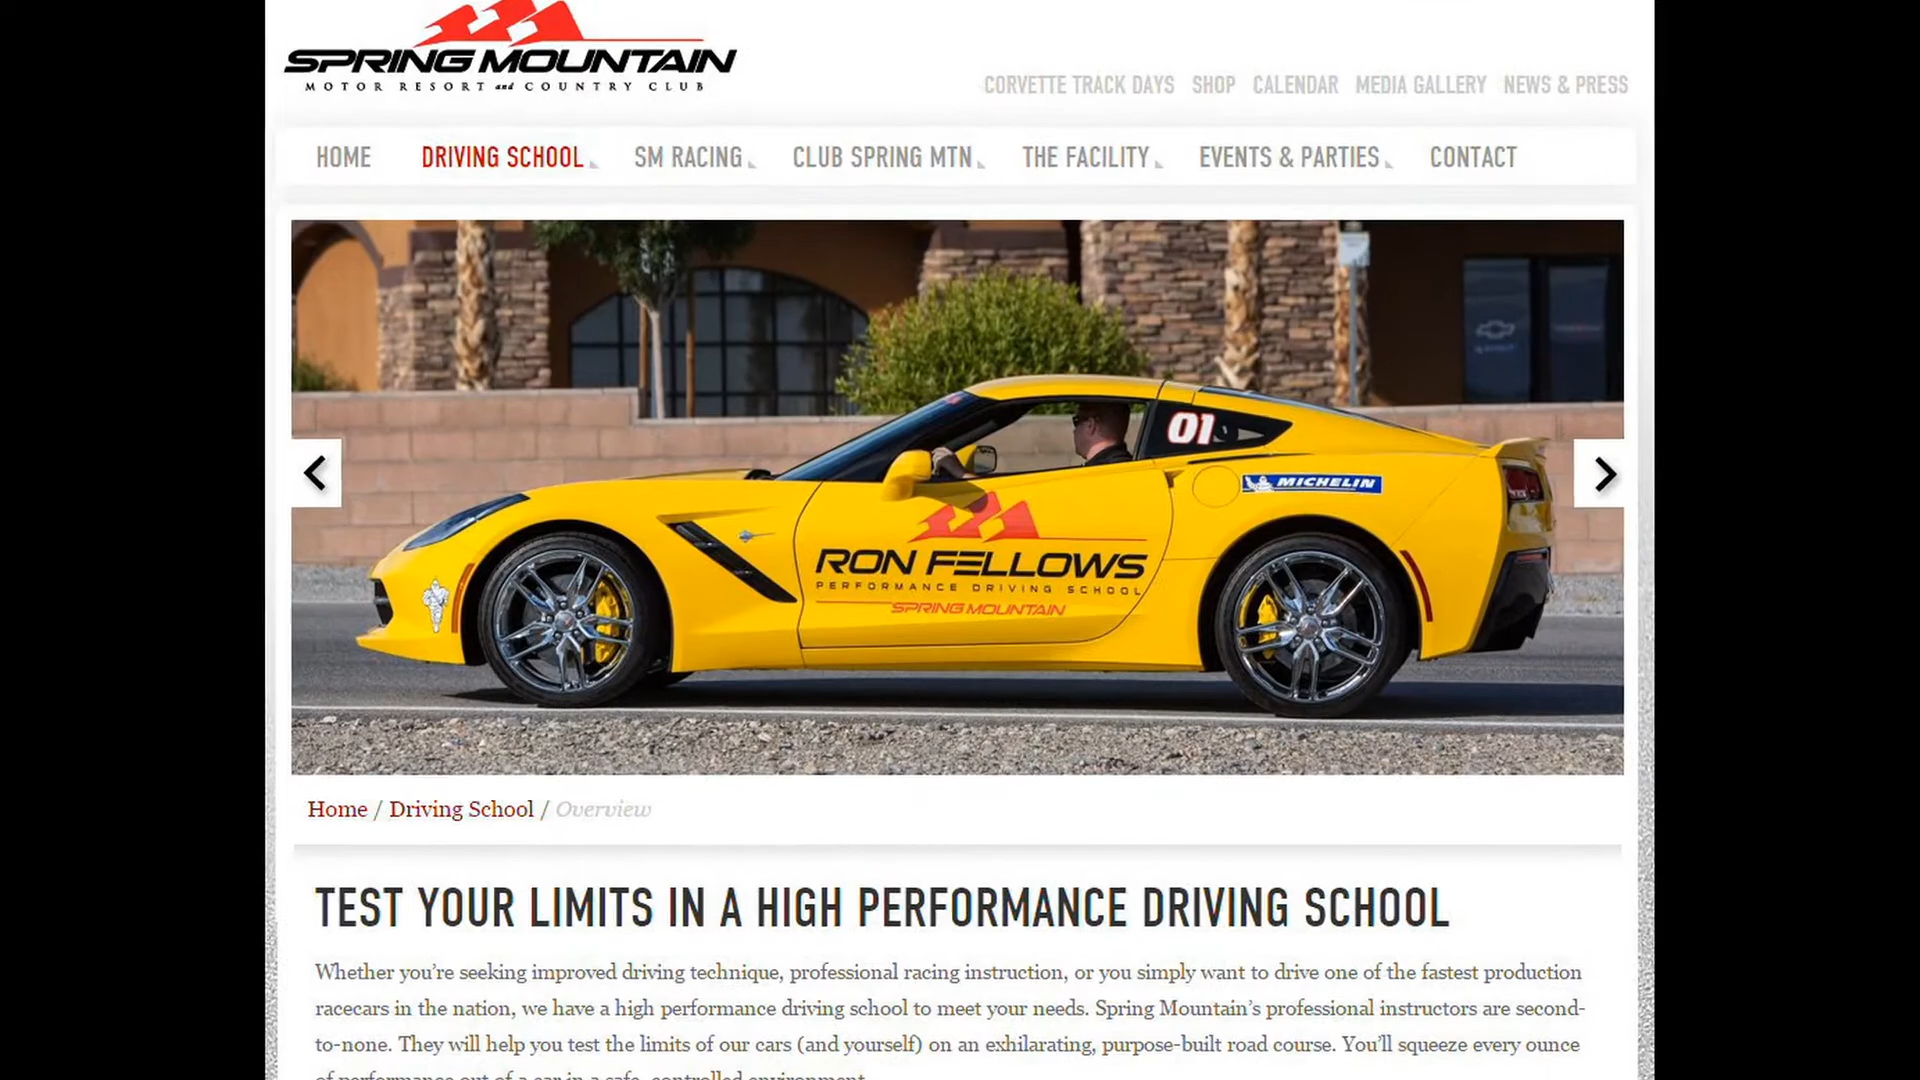 SPRING MOUNTAIN
MOTOR RESORT and COUNTRY CLUB
CORVETTE TRACK DAYS SHOP CALENDAR MEDIA GALLERY NEWS & PRESS
HOME DRIVING SCHOOL SM RACING CLUB SPRING MTN THE FACILITY EVENTS & PARTIES CONTACT
01
MICHELIN
RON FELLOWS
PERFORMANCE DRIVING SCHOOL
SPRING MOUNTAIN
Home / Driving School / Overview
TEST YOUR LIMITS IN A HIGH PERFORMANCE DRIVING SCHOOL
Whether you’re seeking improved driving technique, professional racing instruction, or you simply want to drive one of the fastest production
racecars in the nation, we have a high performance driving school to meet your needs. Spring Mountain’s professional instructors are second-
to-none. They will help you test the limits of our cars (and yourself) on an exhilarating, purpose-built road course. You’ll squeeze every ounce
of performance out of a car in a safe, controlled environment.